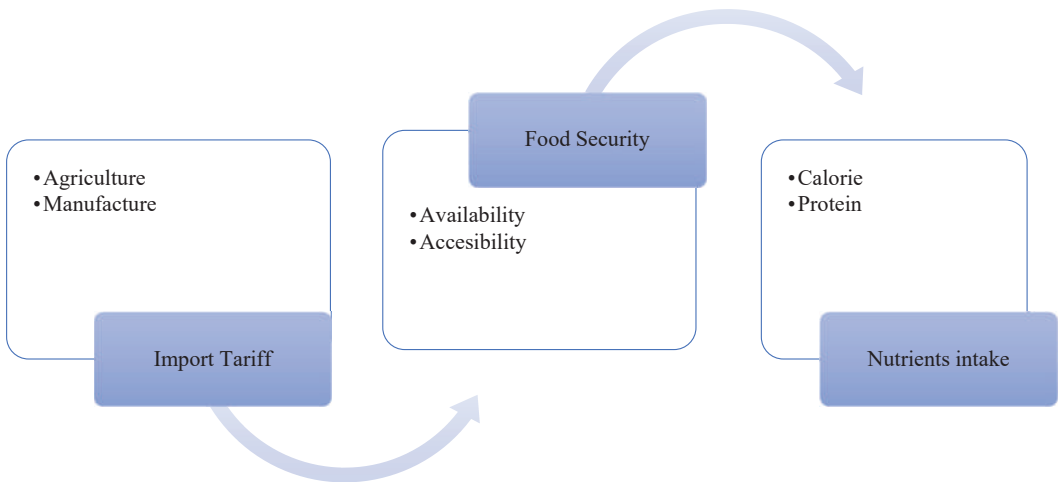 •Agriculture
•Manufacture
Import Tariff
Food Security
•Availability
•Accesibility
•Calorie
•Protein
Nutrients intake